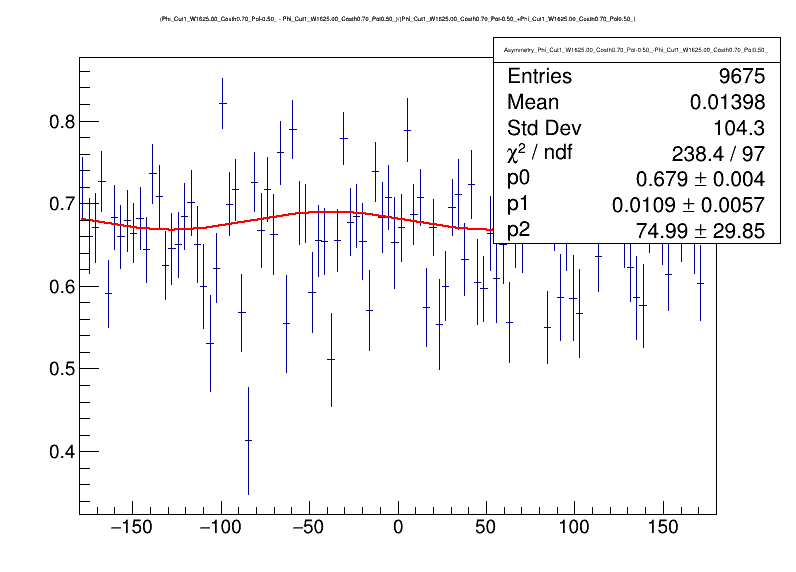 (Phi_Cut1_W1625.00_Costh0.70_Pol-0.50_ - Phi_Cut1_W1625.00_Costh0.70_Pol0.50_)/(Phi_Cut1_W1625.00_Costh0.70_Pol-0.50_+Phi_Cut1_W1625.00_Costh0.70_Pol0.50_)
Asymmetry_Phi_Cut1_W1625.00_Costh0.70_Pol-0.50_-Phi_Cut1_W1625.00_Costh0.70_Pol0.50_
Entries 9675
Mean 0.01398
Std Dev 104.3
χ² / ndf 238.4 / 97
p0 0.679 ± 0.004
p1 0.0109 ± 0.0057
p2 74.99 ± 29.85
0.8
0.7
0.6
0.5
0.4
−150 −100 −50 0 50 100 150